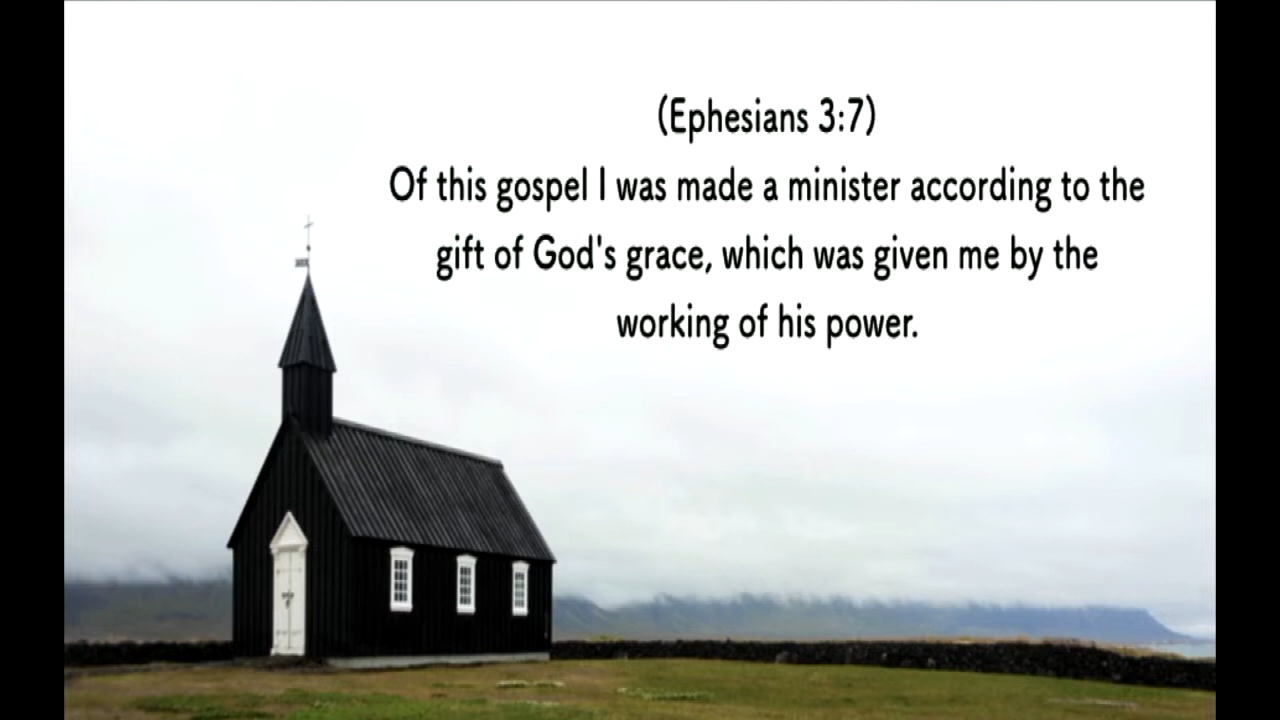 (Ephesians 3:7)
Of this gospel I was made a minister according to the
gift of God's grace, which was given me by the
working of his power.